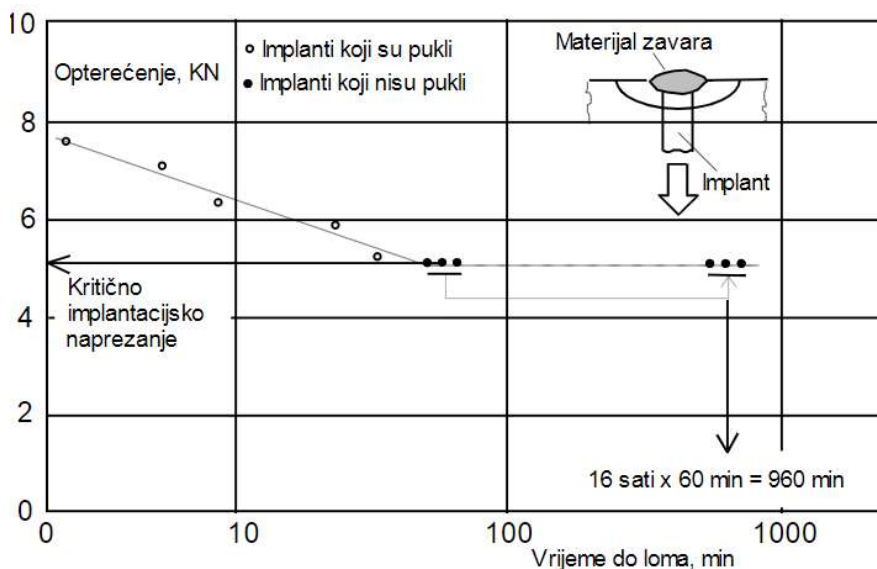 10
Opterećenje, KN
Implanti koji su pukli
Implanti koji nisu pukli
Materijal zavara
Implant
8
6
4
Kritično
implantacijsko
naprezanje
2
16 sati x 60 min = 960 min
0
0
10
100
1000
Vrijeme do loma, min